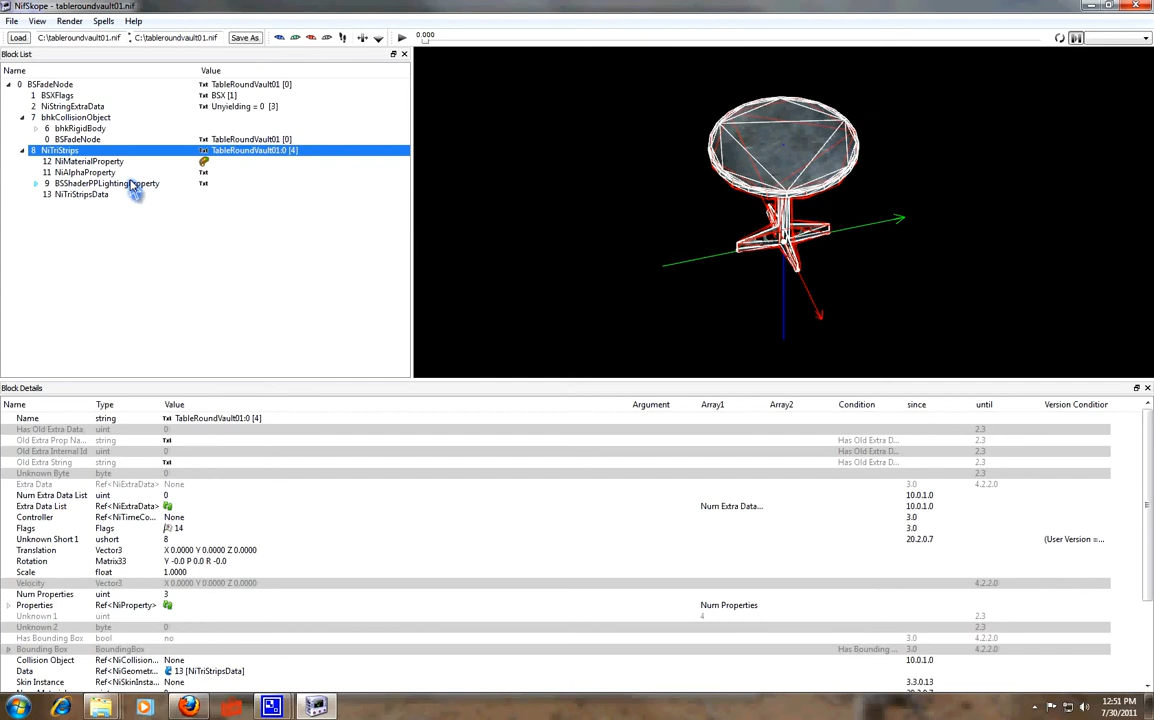 NifSkope - tableroundvault01.nif
File View Render Spells Help
Load C:\tableroundvault01.nif C:\tableroundvault01.nif Save As 0.000
Block List
Name Value
0 BSFadeNode Txt TableRoundVault01 [0]
1 BSXFlags Txt BSX [1]
2 NiStringExtraData Txt Unyielding = 0 [3]
7 bhkCollisionObject
6 bhkRigidBody
0 BSFadeNode Txt TableRoundVault01 [0]
8 NiTriStrips Txt TableRoundVault01:0 [4]
12 NiMaterialProperty
11 NiAlphaProperty Txt
9 BSShaderPPLightingProperty Txt
13 NiTriStripsData
Block Details
Name Type Value Argument Array1 Array2 Condition since until Version Conditior
Name string Txt TableRoundVault01:0 [4]
Has Old Extra Data uint 0 2.3
Old Extra Prop Na... string Txt Has Old Extra D... 2.3
Old Extra Internal Id uint 0 Has Old Extra D... 2.3
Old Extra String string Txt Has Old Extra D... 2.3
Unknown Byte byte 0 2.3
Extra Data Ref<NiExtraData> None 3.0 4.2.2.0
Num Extra Data List uint 0 10.0.1.0
Extra Data List Ref<NiExtraData> Num Extra Data... 10.0.1.0
Controller Ref<NiTimeCo... None 3.0
Flags Flags 14 3.0
Unknown Short 1 ushort 8 20.2.0.7 (User Version =...
Translation Vector3 X 0.0000 Y 0.0000 Z 0.0000
Rotation Matrix33 Y -0.0 P 0.0 R -0.0
Scale float 1.0000
Velocity Vector3 X 0.0000 Y 0.0000 Z 0.0000 4.2.2.0
Num Properties uint 3
Properties Ref<NiProperty> Num Properties
Unknown 1 uint 4 2.3
Unknown 2 byte 0 2.3
Has Bounding Box bool no 3.0 4.2.2.0
Bounding Box BoundingBox Has Bounding ... 3.0 4.2.2.0
Collision Object Ref<NiCollision... None 10.0.1.0
Data Ref<NiGeometr... 13 [NiTriStripsData]
Skin Instance Ref<NiSkinInsta... None 3.3.0.13
12:51 PM
7/30/2011